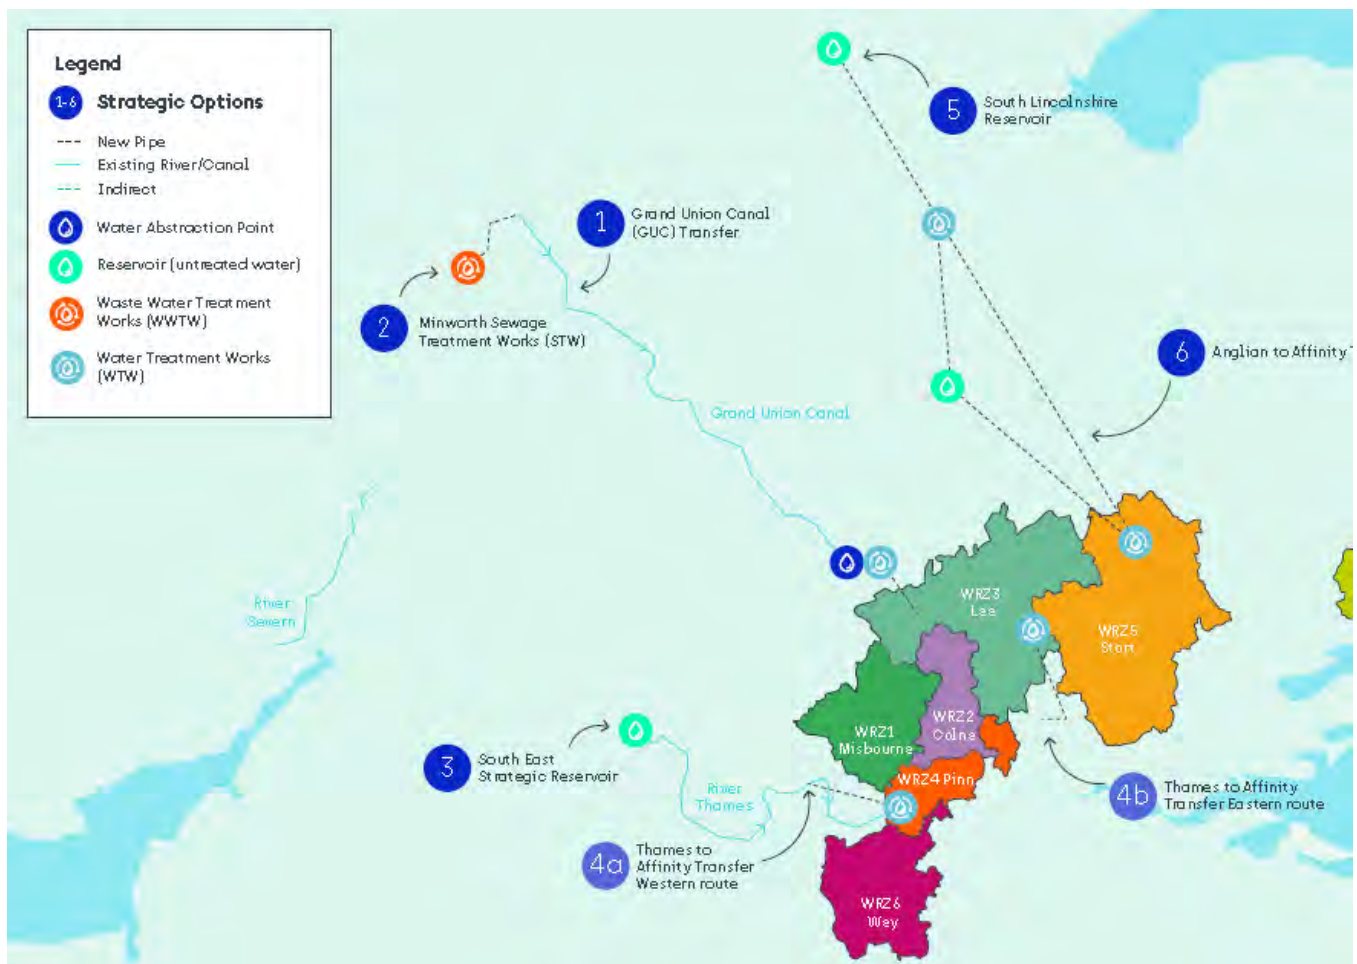 Legend
1-6 Strategic Options
New Pipe
Existing River/Canal
Indirect
Water Abstraction Point
Reservoir (untreated water)
Waste Water Treatment
Works (WWTW)
Water Treatment Works
(WTW)
5
South Lincolnshire
Reservoir
1
Grand Union Canal
(GUC) Transfer
2
Minworth Sewage
Treatment Works (STW)
6
Anglian to Affinity T
Grand Union Canal
River
Severn
WRZ3
Lee
WRZ5
Stort
WRZ1
Misbourne
WRZ2
Colne
WRZ4 Pinn
WRZ6
Wey
3
South East
Strategic Reservoir
River
Thames
4a
Thames to
Affinity Transfer
Western route
4b
Thames to Affinity
Transfer Eastern route